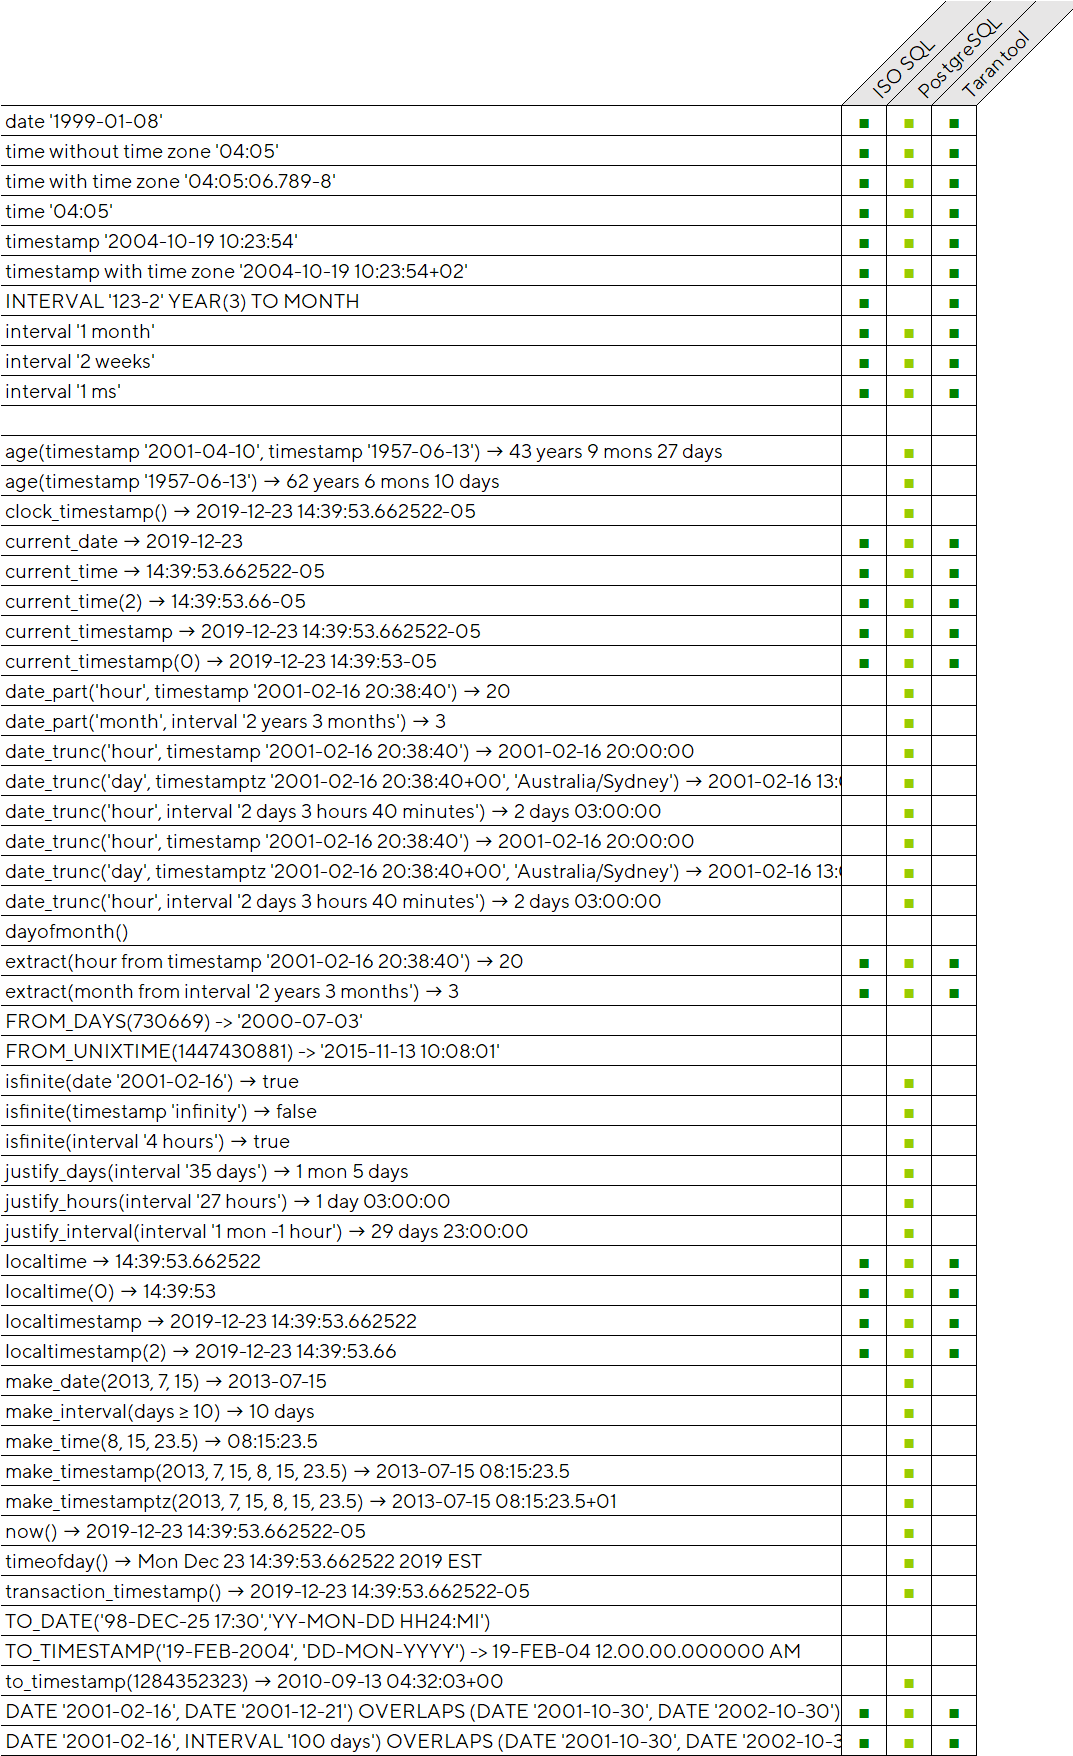 ISO SQL
PostgreSQL
Tarantool
date '1999-01-08'
time without time zone '04:05'
time with time zone '04:05:06.789-8'
time '04:05'
timestamp '2004-10-19 10:23:54'
timestamp with time zone '2004-10-19 10:23:54+02'
INTERVAL '123-2' YEAR(3) TO MONTH
interval '1 month'
interval '2 weeks'
interval '1 ms'
age(timestamp '2001-04-10', timestamp '1957-06-13') → 43 years 9 mons 27 days
age(timestamp '1957-06-13') → 62 years 6 mons 10 days
clock_timestamp() → 2019-12-23 14:39:53.662522-05
current_date → 2019-12-23
current_time → 14:39:53.662522-05
current_time(2) → 14:39:53.66-05
current_timestamp → 2019-12-23 14:39:53.662522-05
current_timestamp(0) → 2019-12-23 14:39:53-05
date_part('hour', timestamp '2001-02-16 20:38:40') → 20
date_part('month', interval '2 years 3 months') → 3
date_trunc('hour', timestamp '2001-02-16 20:38:40') → 2001-02-16 20:00:00
date_trunc('day', timestamptz '2001-02-16 20:38:40+00', 'Australia/Sydney') → 2001-02-16 13:0
date_trunc('hour', interval '2 days 3 hours 40 minutes') → 2 days 03:00:00
date_trunc('hour', timestamp '2001-02-16 20:38:40') → 2001-02-16 20:00:00
date_trunc('day', timestamptz '2001-02-16 20:38:40+00', 'Australia/Sydney') → 2001-02-16 13:0
date_trunc('hour', interval '2 days 3 hours 40 minutes') → 2 days 03:00:00
dayofmonth()
extract(hour from timestamp '2001-02-16 20:38:40') → 20
extract(month from interval '2 years 3 months') → 3
FROM_DAYS(730669) -> '2000-07-03'
FROM_UNIXTIME(1447430881) -> '2015-11-13 10:08:01'
isfinite(date '2001-02-16') → true
isfinite(timestamp 'infinity') → false
isfinite(interval '4 hours') → true
justify_days(interval '35 days') → 1 mon 5 days
justify_hours(interval '27 hours') → 1 day 03:00:00
justify_interval(interval '1 mon -1 hour') → 29 days 23:00:00
localtime → 14:39:53.662522
localtime(0) → 14:39:53
localtimestamp → 2019-12-23 14:39:53.662522
localtimestamp(2) → 2019-12-23 14:39:53.66
make_date(2013, 7, 15) → 2013-07-15
make_interval(days ≥ 10) → 10 days
make_time(8, 15, 23.5) → 08:15:23.5
make_timestamp(2013, 7, 15, 8, 15, 23.5) → 2013-07-15 08:15:23.5
make_timestamptz(2013, 7, 15, 8, 15, 23.5) → 2013-07-15 08:15:23.5+01
now() → 2019-12-23 14:39:53.662522-05
timeofday() → Mon Dec 23 14:39:53.662522 2019 EST
transaction_timestamp() → 2019-12-23 14:39:53.662522-05
TO_DATE('98-DEC-25 17:30','YY-MON-DD HH24:MI')
TO_TIMESTAMP('19-FEB-2004', 'DD-MON-YYYY') -> 19-FEB-04 12.00.00.000000 AM
to_timestamp(1284352323) → 2010-09-13 04:32:03+00
DATE '2001-02-16', DATE '2001-12-21') OVERLAPS (DATE '2001-10-30', DATE '2002-10-30')
DATE '2001-02-16', INTERVAL '100 days') OVERLAPS (DATE '2001-10-30', DATE '2002-10-3